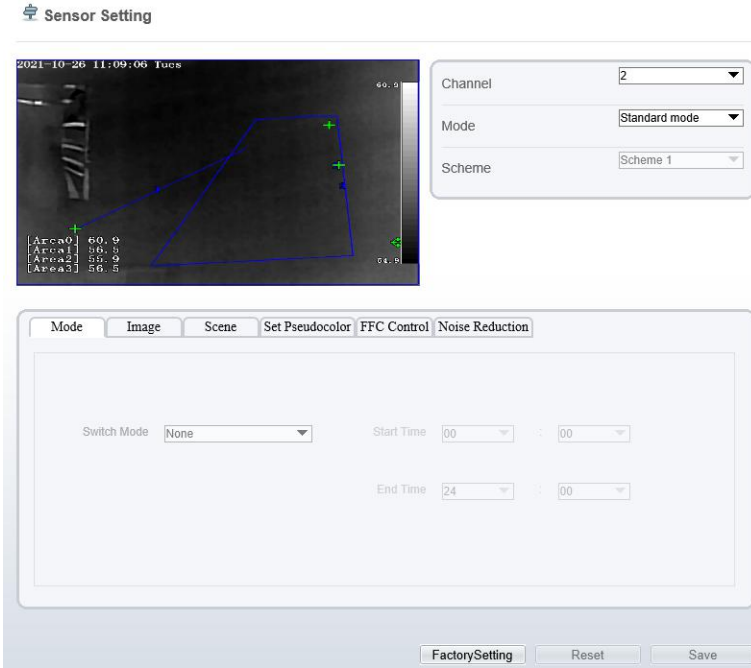 Sensor Setting
2021-10-26 11:09:06 Tues
60.9
[Area0] 60.9
[Area1] 56.5
[Area2] 55.9
[Area3] 56.5
54.9
Channel 2
Mode Standard mode
Scheme Scheme 1
Mode Image Scene Set Pseudocolor FFC Control Noise Reduction
Switch Mode None Start Time 00 : 00
End Time 24 : 00
FactorySetting Reset Save